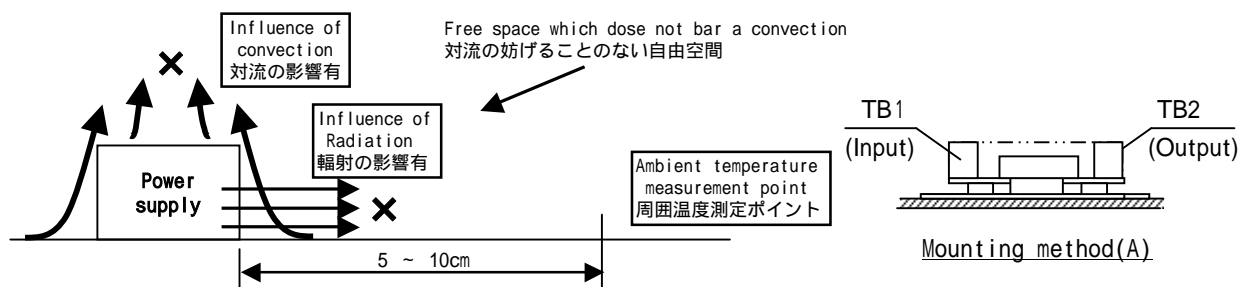 Influence of
convection
対流の影響有
Free space which dose not bar a convection
対流の妨げることのない自由空間
Influence of
Radiation
輻射の影響有
Power
supply
Ambient temperature
measurement point
周囲温度測定ポイント
5 ~ 10cm
TB1
(Input)
TB2
(Output)
Mounting method(A)